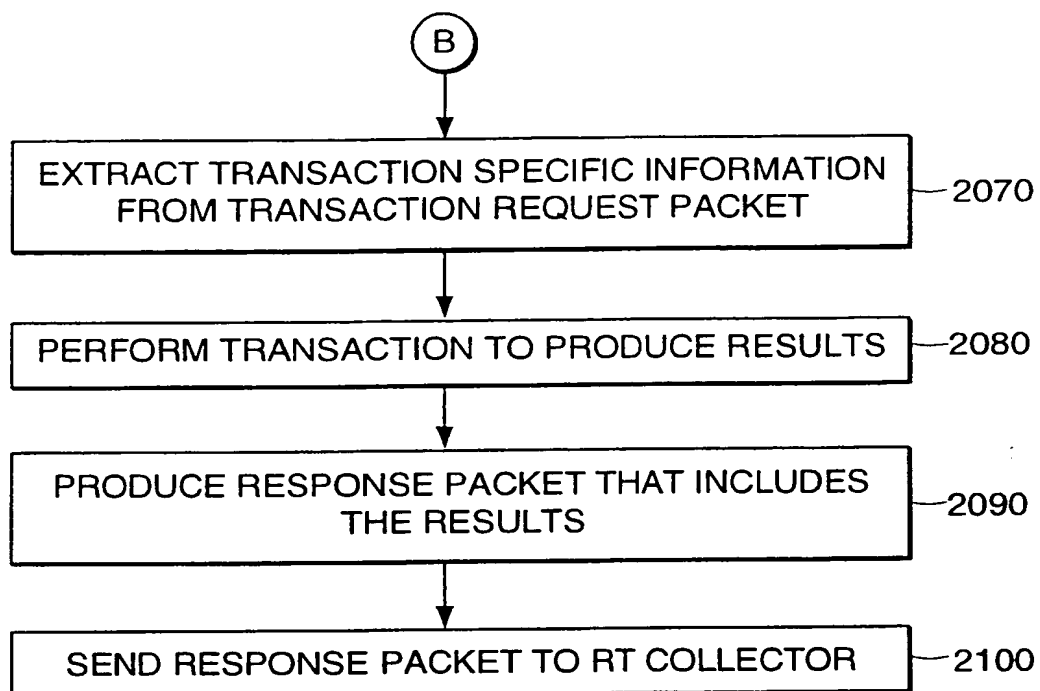 B
EXTRACT TRANSACTION SPECIFIC INFORMATION
FROM TRANSACTION REQUEST PACKET
2070
PERFORM TRANSACTION TO PRODUCE RESULTS
2080
PRODUCE RESPONSE PACKET THAT INCLUDES
THE RESULTS
2090
SEND RESPONSE PACKET TO RT COLLECTOR
2100